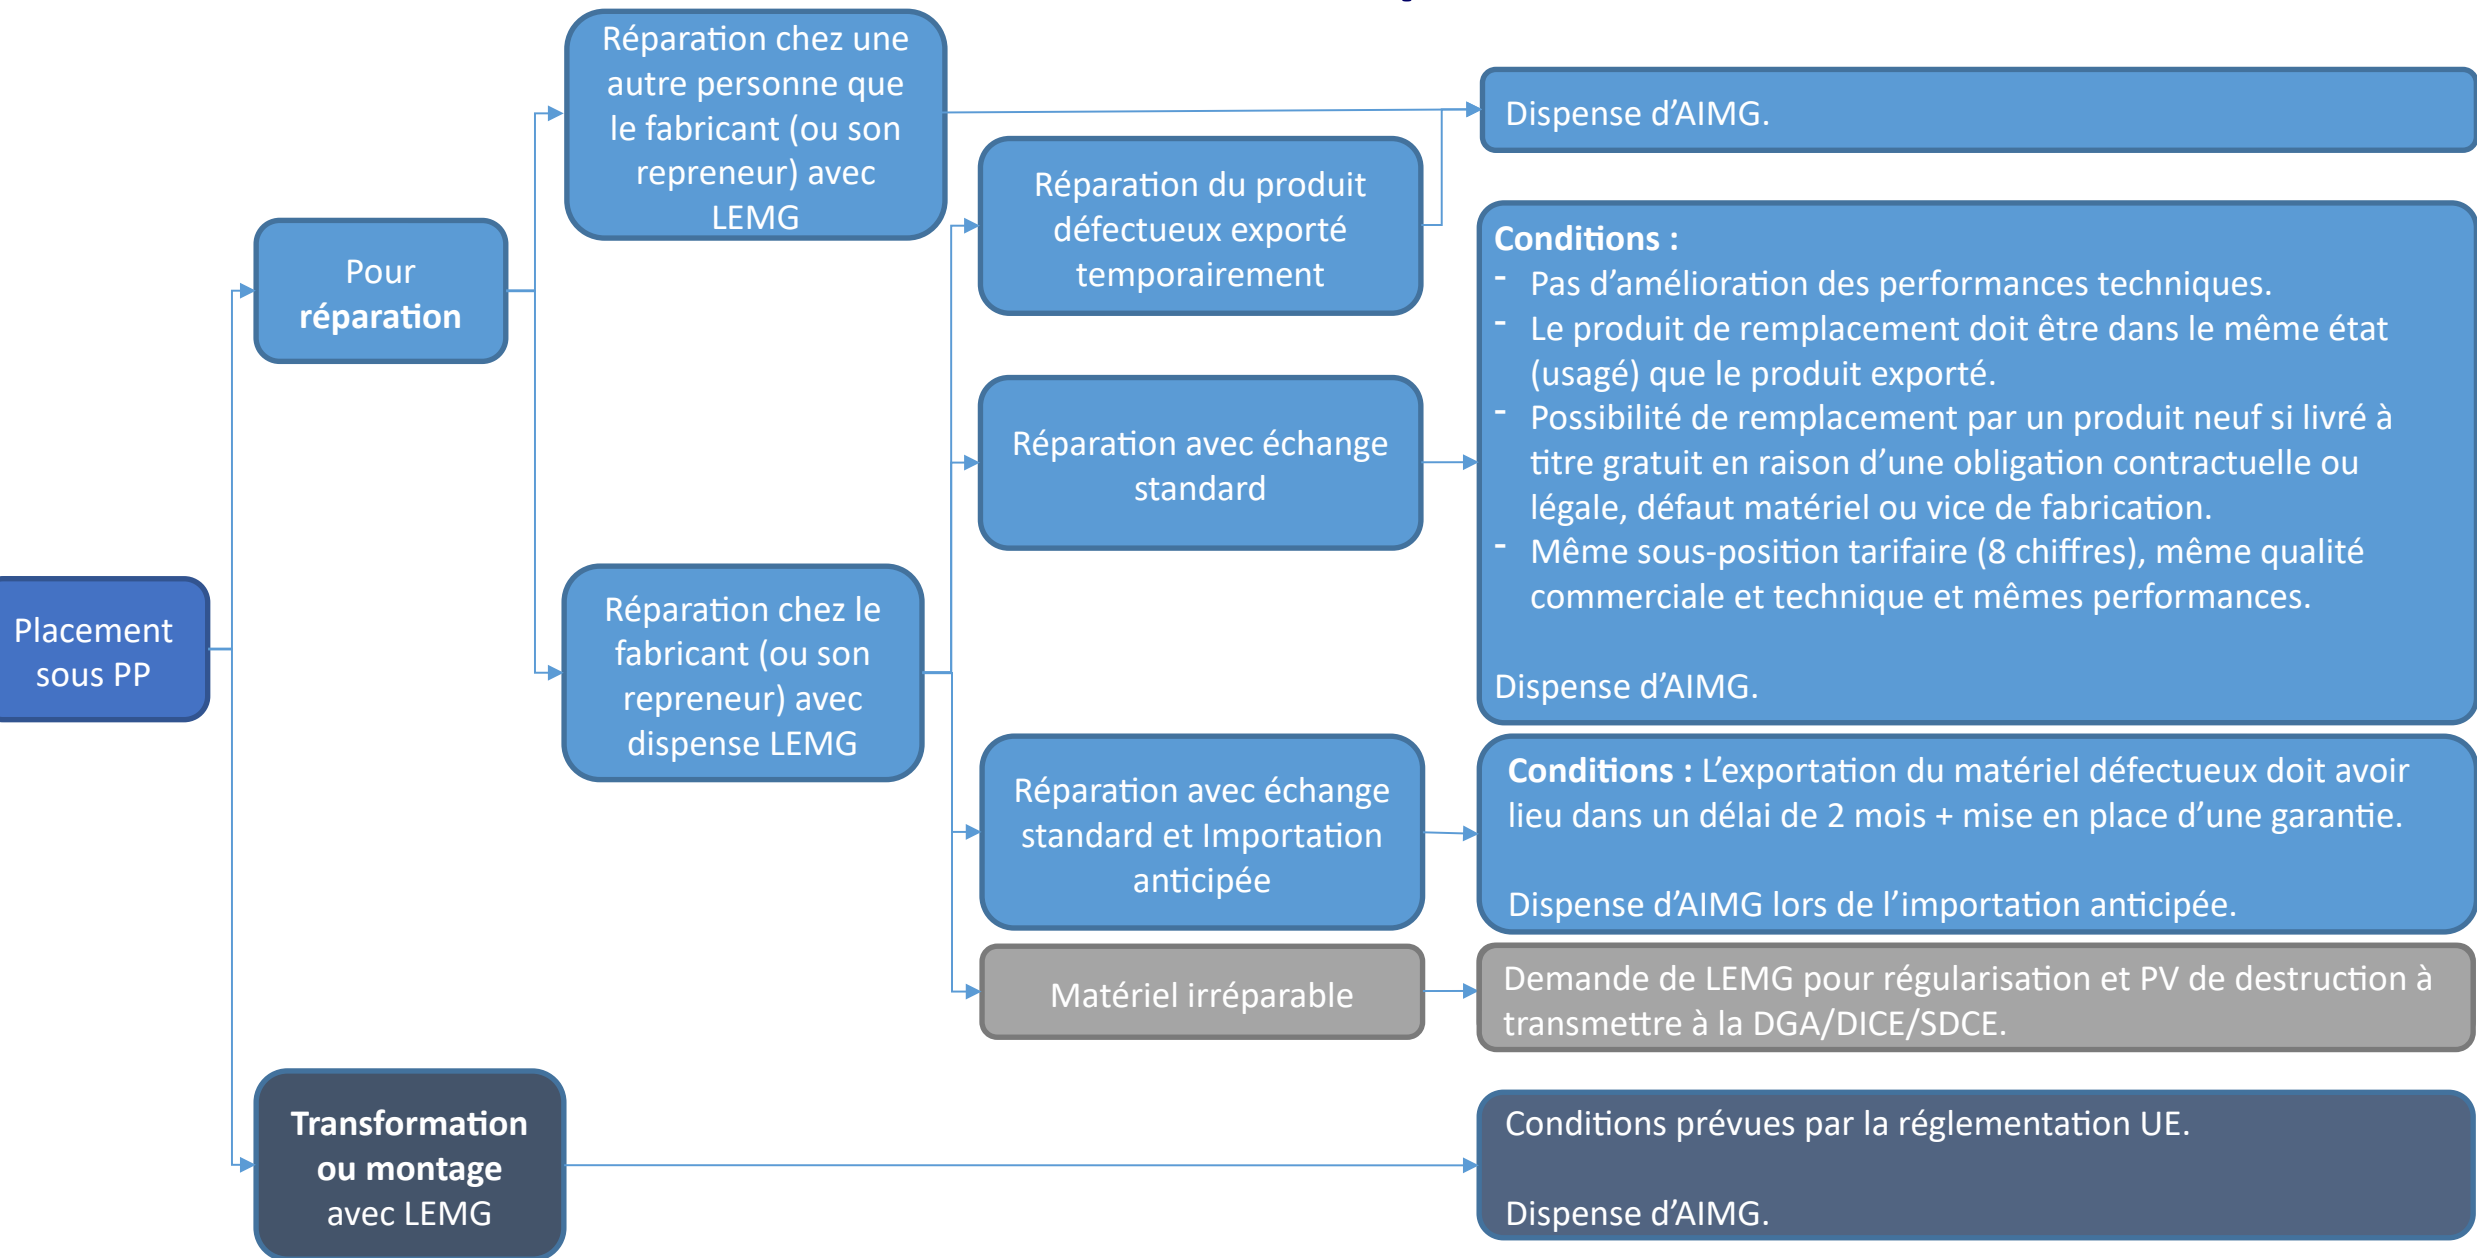 Réparation chez une
autre personne que
le fabricant (ou son
repreneur) avec
LEMG
Dispense d’AIMG.
Réparation du produit
défectueux exporté
temporairement
Pour
réparation
Conditions :
- Pas d’amélioration des performances techniques.
- Le produit de remplacement doit être dans le même état
(usagé) que le produit exporté.
- Possibilité de remplacement par un produit neuf si livré à
titre gratuit en raison d’une obligation contractuelle ou
légale, défaut matériel ou vice de fabrication.
- Même sous-position tarifaire (8 chiffres), même qualité
commerciale et technique et mêmes performances.
Dispense d’AIMG.
Réparation avec échange
standard
Placement
sous PP
Réparation chez le
fabricant (ou son
repreneur) avec
dispense LEMG
Réparation avec échange
standard et Importation
anticipée
Conditions : L’exportation du matériel défectueux doit avoir
lieu dans un délai de 2 mois + mise en place d’une garantie.
Dispense d’AIMG lors de l’importation anticipée.
Matériel irréparable
Demande de LEMG pour régularisation et PV de destruction à
transmettre à la DGA/DICE/SDCE.
Transformation
ou montage
avec LEMG
Conditions prévues par la réglementation UE.
Dispense d’AIMG.